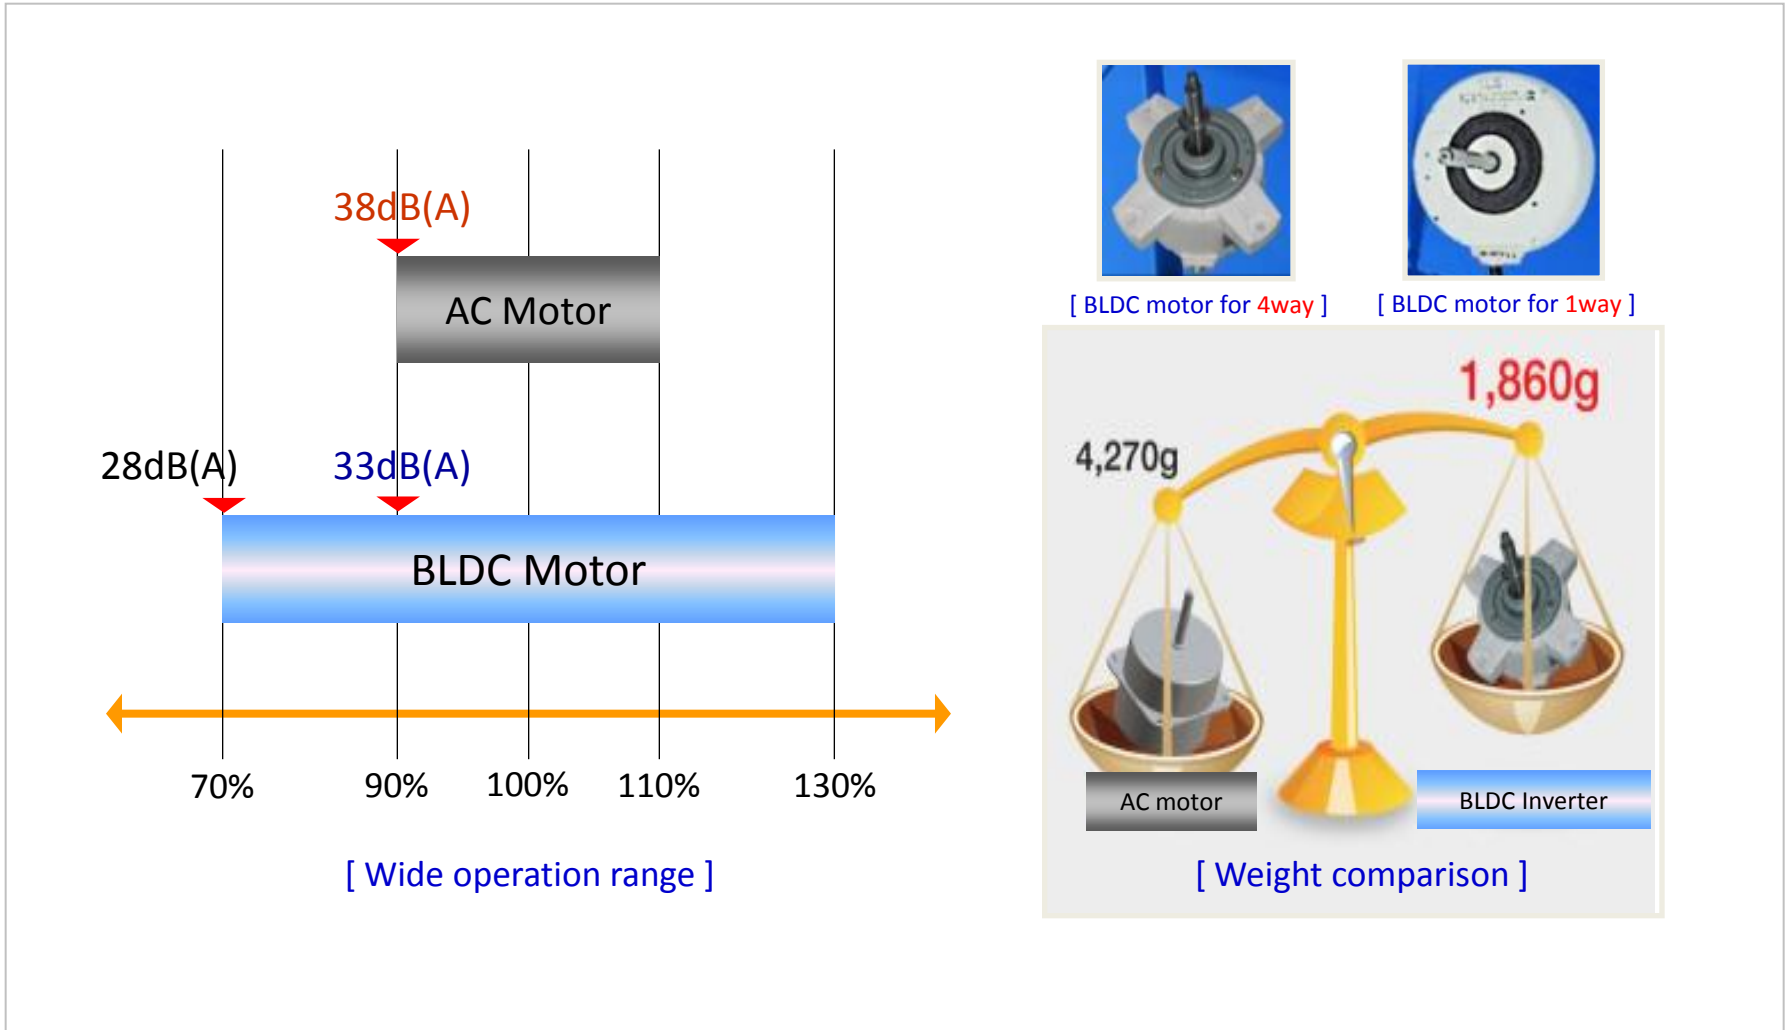 38dB(A)
AC Motor
28dB(A)
33dB(A)
BLDC Motor
70%
90%
100%
110%
130%
[ Wide operation range ]
[ BLDC motor for 4way ]
[ BLDC motor for 1way ]
1,860g
4,270g
AC motor
BLDC Inverter
[ Weight comparison ]